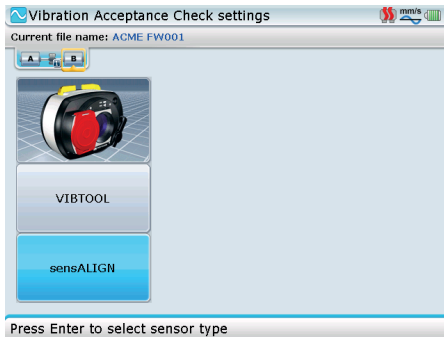 Vibration Acceptance Check settings
mm/s
Current file name: ACME FW001
A B
VIBTOOL
sensALIGN
Press Enter to select sensor type